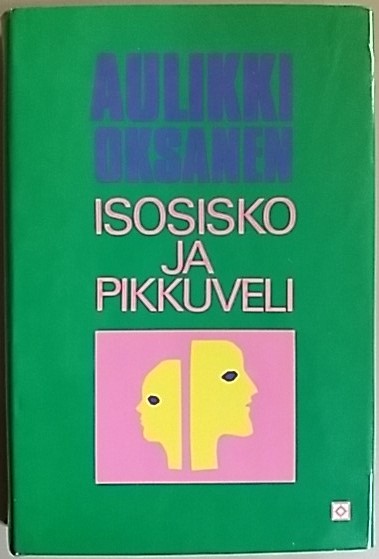 AULIKKI
OKSANEN
ISOSISKO
JA
PIKKUVELI